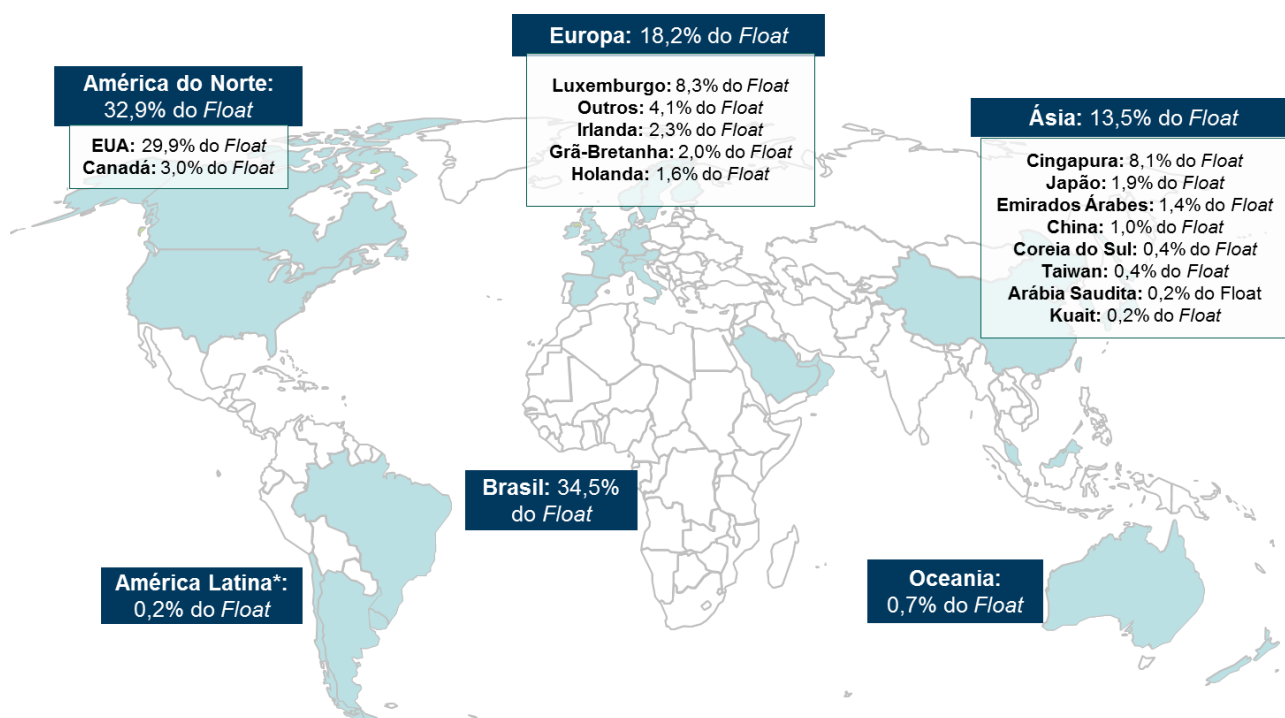 Europa: 18,2% do Float
Luxemburgo: 8,3% do Float
Outros: 4,1% do Float
Irlanda: 2,3% do Float
Grã-Bretanha: 2,0% do Float
Holanda: 1,6% do Float
América do Norte:
32,9% do Float
EUA: 29,9% do Float
Canadá: 3,0% do Float
Ásia: 13,5% do Float
Cingapura: 8,1% do Float
Japão: 1,9% do Float
Emirados Árabes: 1,4% do Float
China: 1,0% do Float
Coreia do Sul: 0,4% do Float
Taiwan: 0,4% do Float
Arábia Saudita: 0,2% do Float
Kuait: 0,2% do Float
Brasil: 34,5%
do Float
América Latina*:
0,2% do Float
Oceania:
0,7% do Float